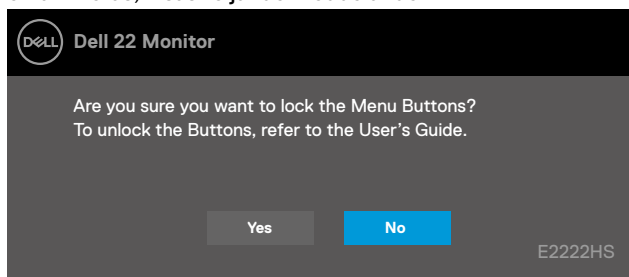 DELL Dell 22 Monitor
Are you sure you want to lock the Menu Buttons?
To unlock the Buttons, refer to the User's Guide.
Yes No
E2222HS